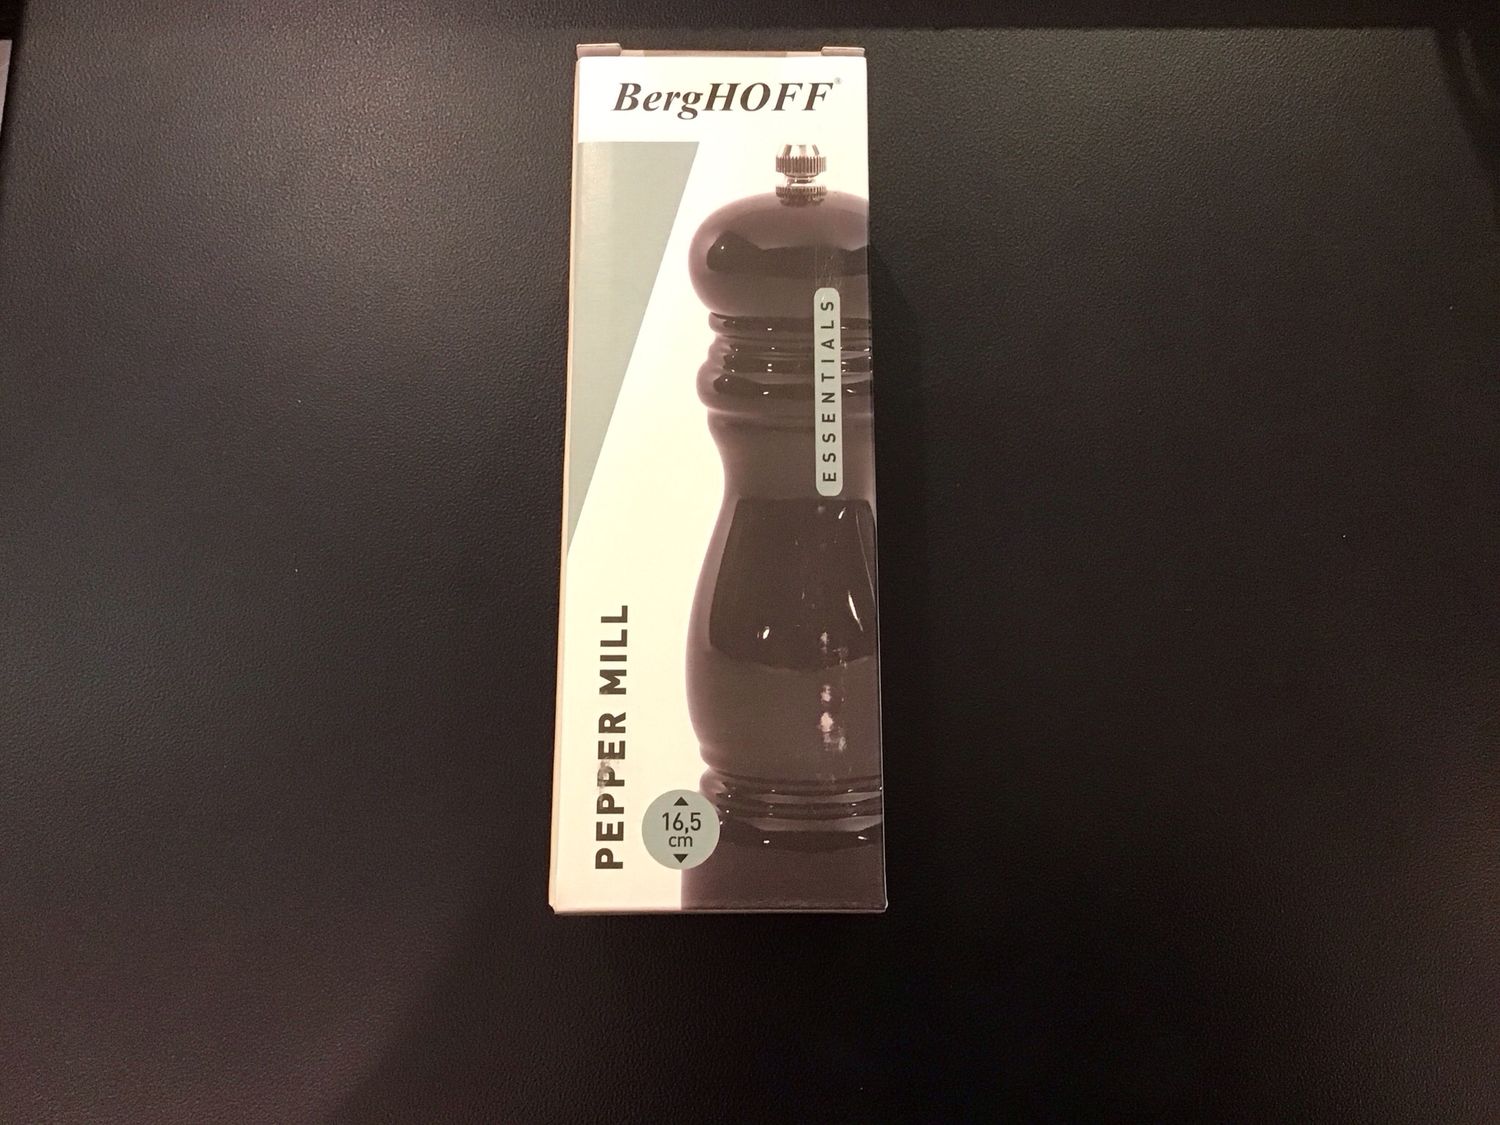 BergHOFF®
ESSENTIALS
PEPPER MILL
16,5
cm